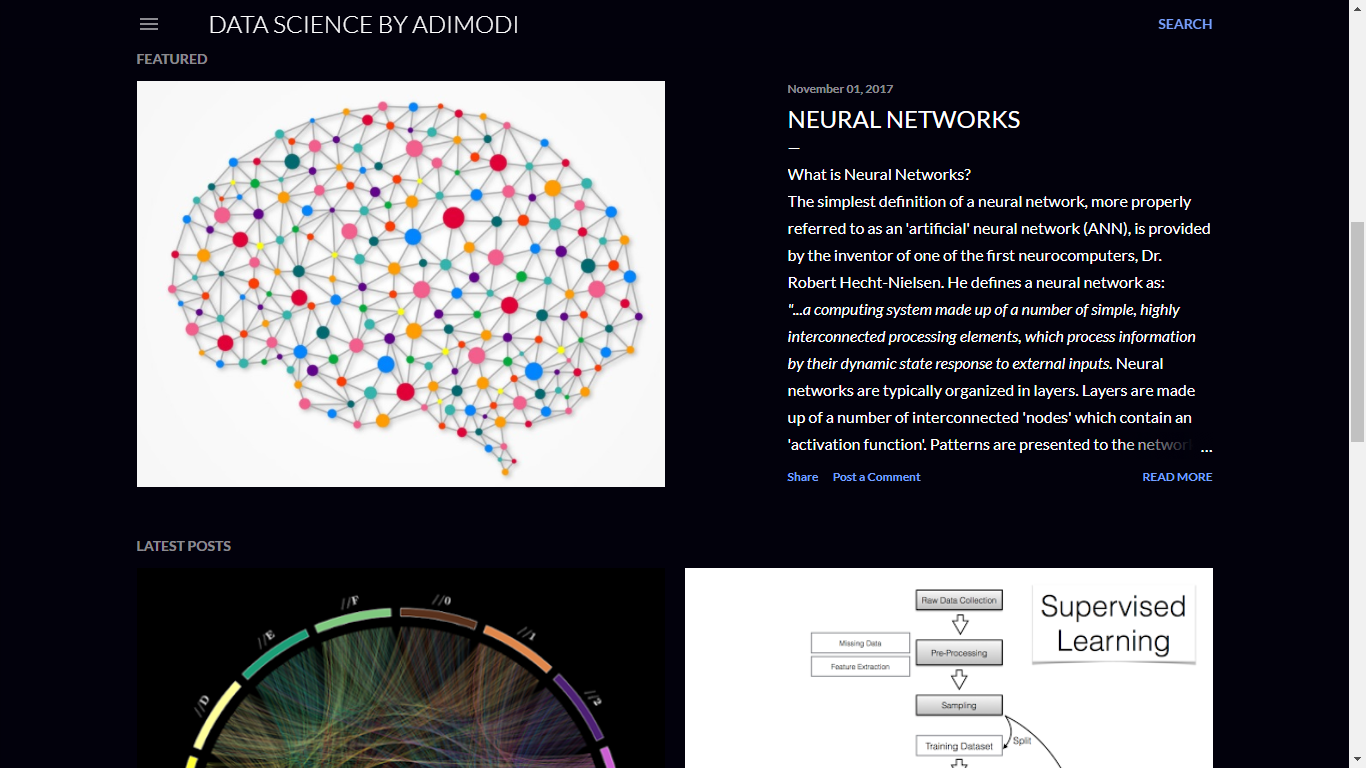 DATA SCIENCE BY ADIMODI
SEARCH
FEATURED
November 01, 2017
NEURAL NETWORKS
What is Neural Networks?
The simplest definition of a neural network, more properly
referred to as an 'artificial' neural network (ANN), is provided
by the inventor of one of the first neurocomputers, Dr.
Robert Hecht-Nielsen. He defines a neural network as:
"...a computing system made up of a number of simple, highly
interconnected processing elements, which process information
by their dynamic state response to external inputs. Neural
networks are typically organized in layers. Layers are made
up of a number of interconnected 'nodes' which contain an
'activation function'. Patterns are presented to the network ...
Share
Post a Comment
READ MORE
LATEST POSTS
//D
//E
//F
//0
//1
//2
Supervised
Learning
Raw Data Collection
Missing Data
Feature Extraction
Pre-Processing
Sampling
Split
Training Dataset